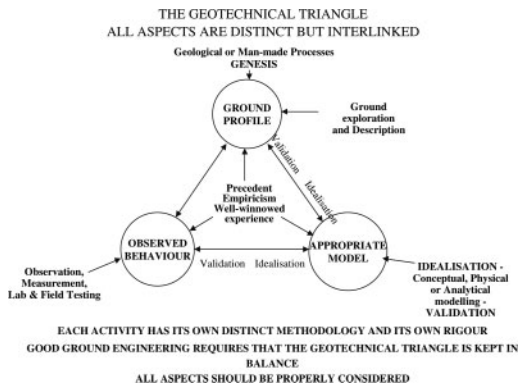 THE GEOTECHNICAL TRIANGLE
ALL ASPECTS ARE DISTINCT BUT INTERLINKED
Geological or Man-made Processes
GENESIS
GROUND
PROFILE
Ground
exploration
and Description
Validation
Idealisation
Precedent
Empiricism
Well-winnowed
experience
OBSERVED
BEHAVIOUR
APPROPRIATE
MODEL
Validation Idealisation
Observation,
Measurement,
Lab & Field Testing
IDEALISATION -
Conceptual, Physical
or Analytical
modelling -
VALIDATION
EACH ACTIVITY HAS ITS OWN DISTINCT METHODOLOGY AND ITS OWN RIGOUR
GOOD GROUND ENGINEERING REQUIRES THAT THE GEOTECHNICAL TRIANGLE IS KEPT IN
BALANCE
ALL ASPECTS SHOULD BE PROPERLY CONSIDERED